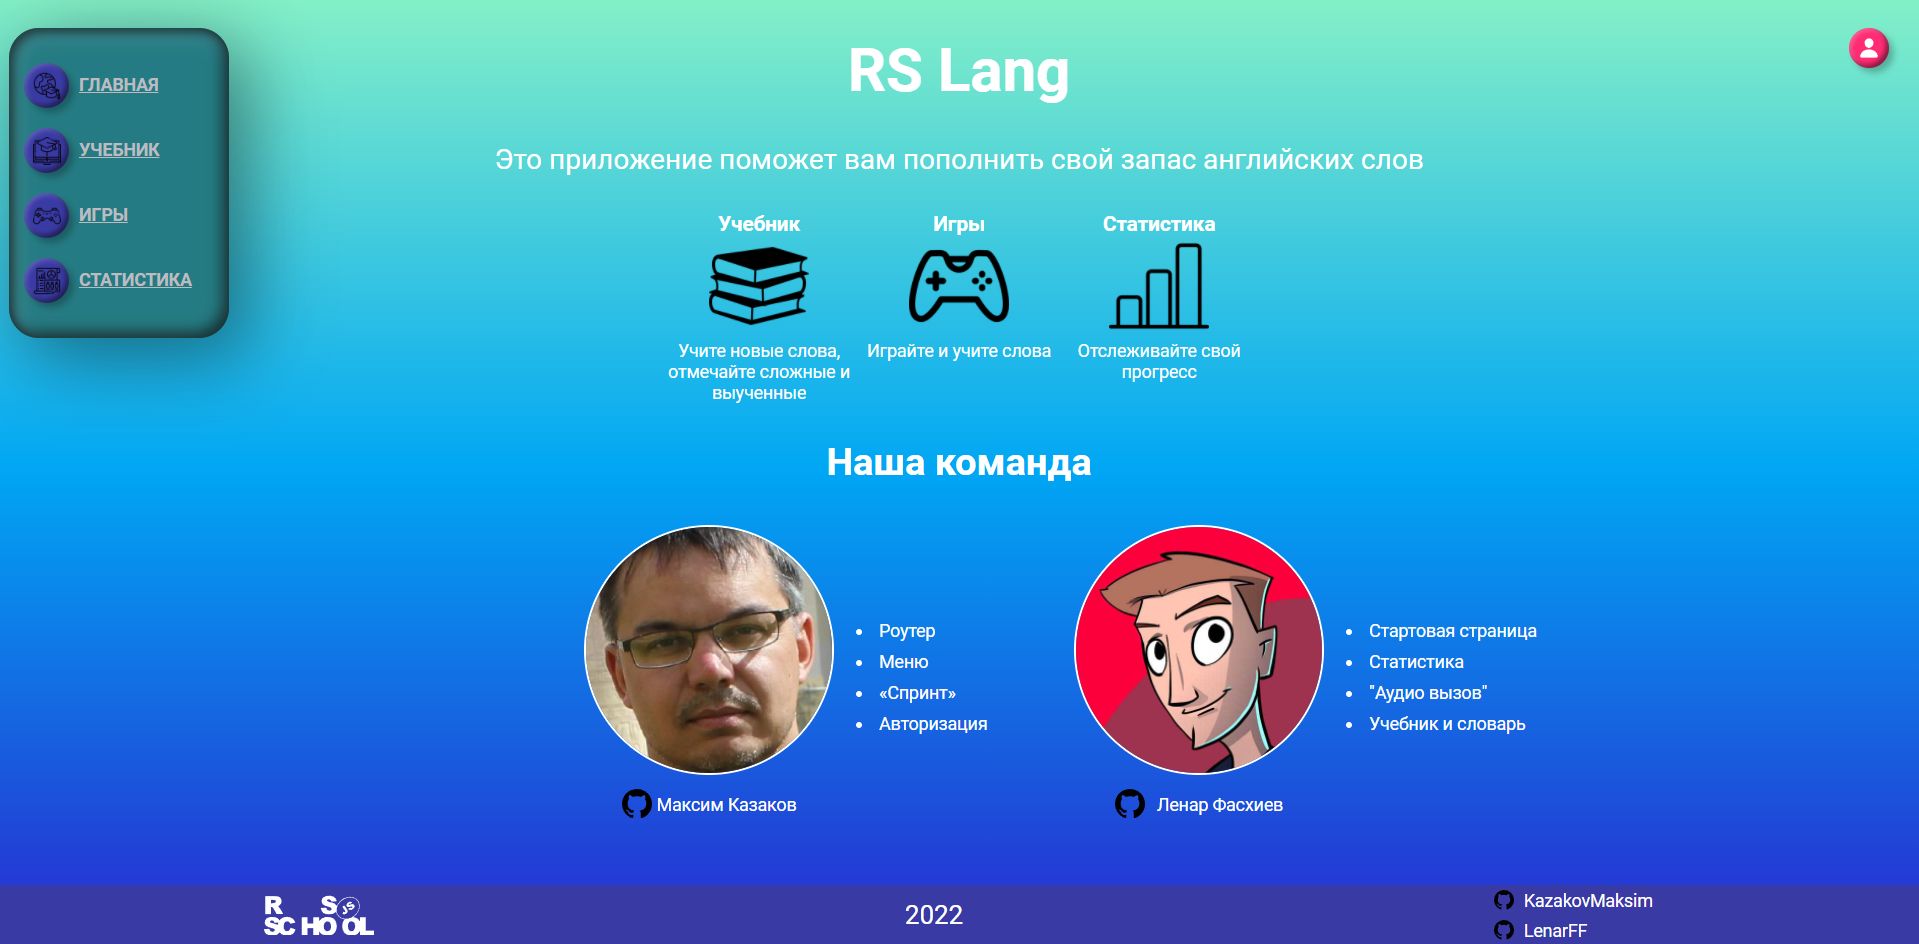 ГЛАВНАЯ
УЧЕБНИК
ИГРЫ
СТАТИСТИКА
RS Lang
Это приложение поможет вам пополнить свой запас английских слов
Учебник
Учите новые слова,
отмечайте сложные и
выученные
Игры
Играйте и учите слова
Статистика
Отслеживайте свой
прогресс
Наша команда
Роутер
Меню
«Спринт»
Авторизация
Максим Казаков
Стартовая страница
Статистика
"Аудио вызов"
Учебник и словарь
Ленар Фасхиев
RS JS
SCHOOL
2022
KazakovMaksim
LenarFF